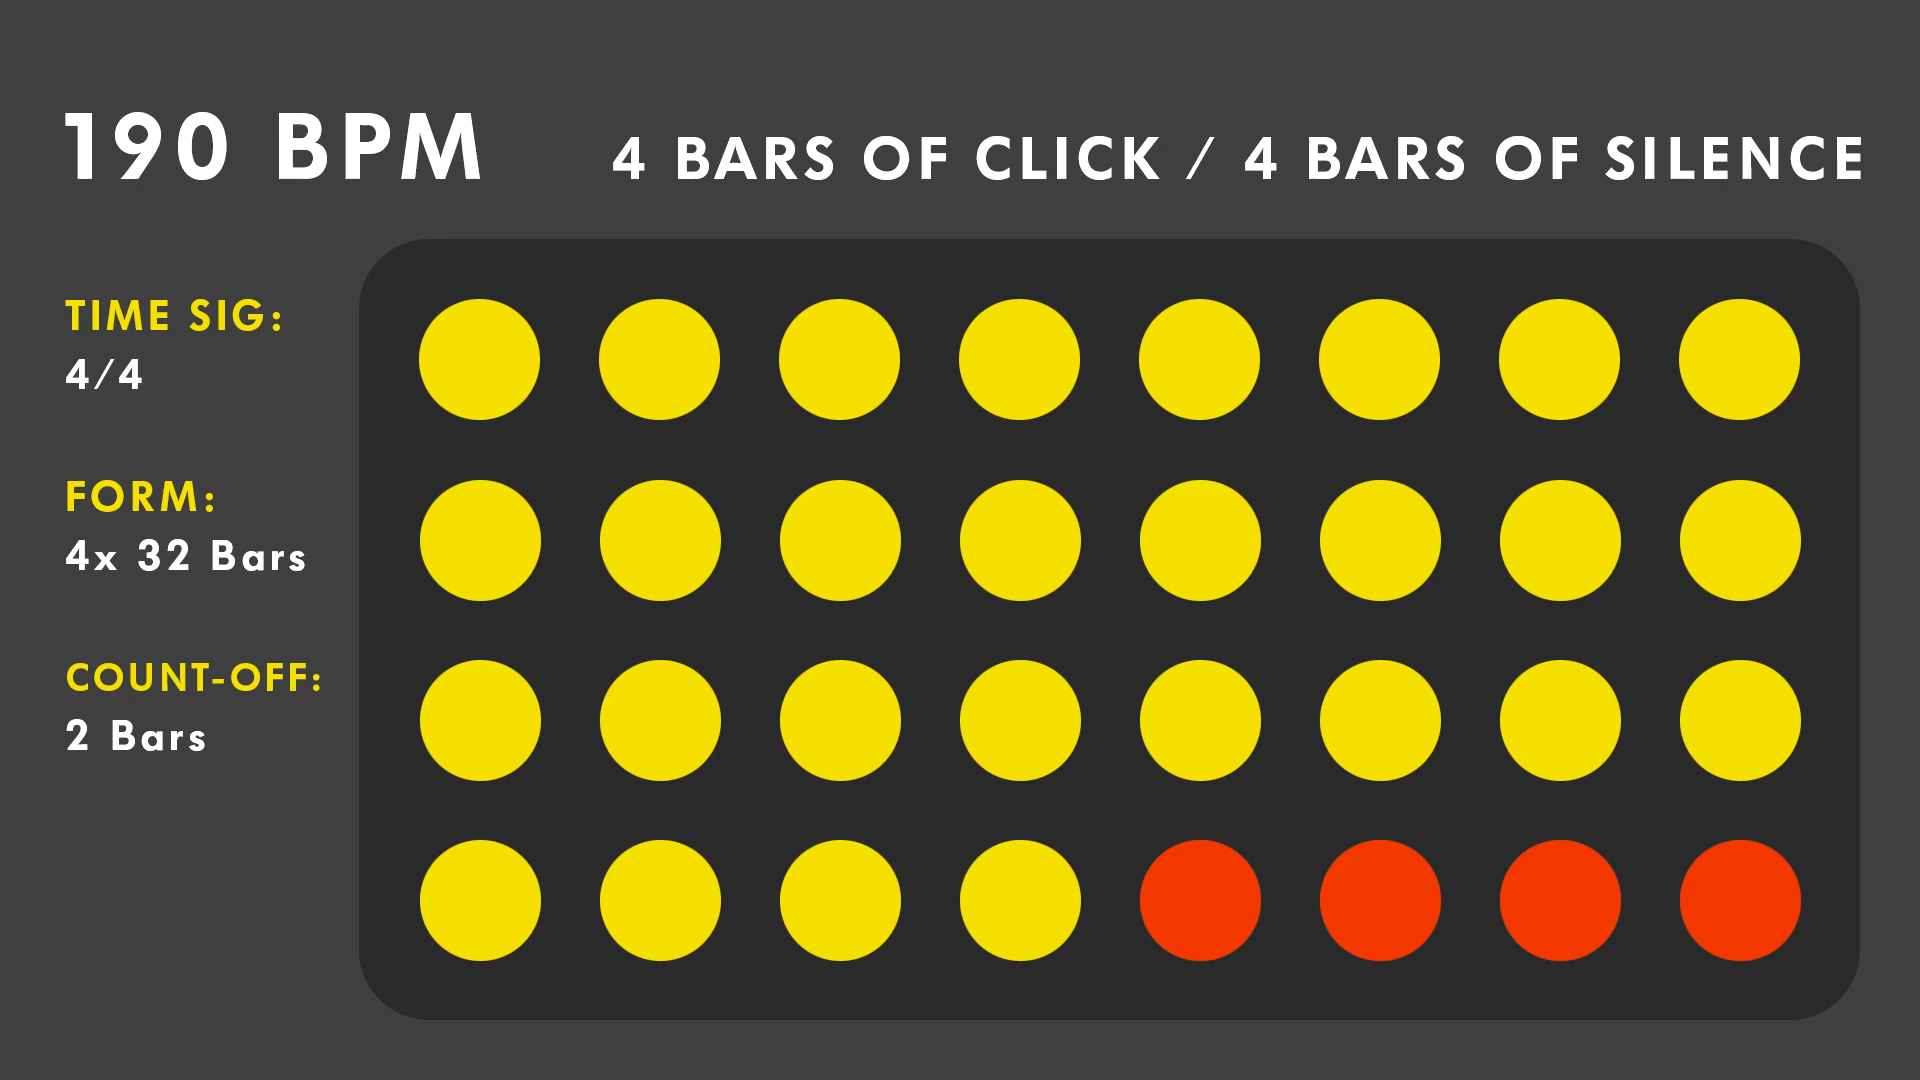 190 BPM
4 BARS OF CLICK / 4 BARS OF SILENCE
TIME SIG:
4/4
FORM:
4x 32 Bars
COUNT-OFF:
2 Bars